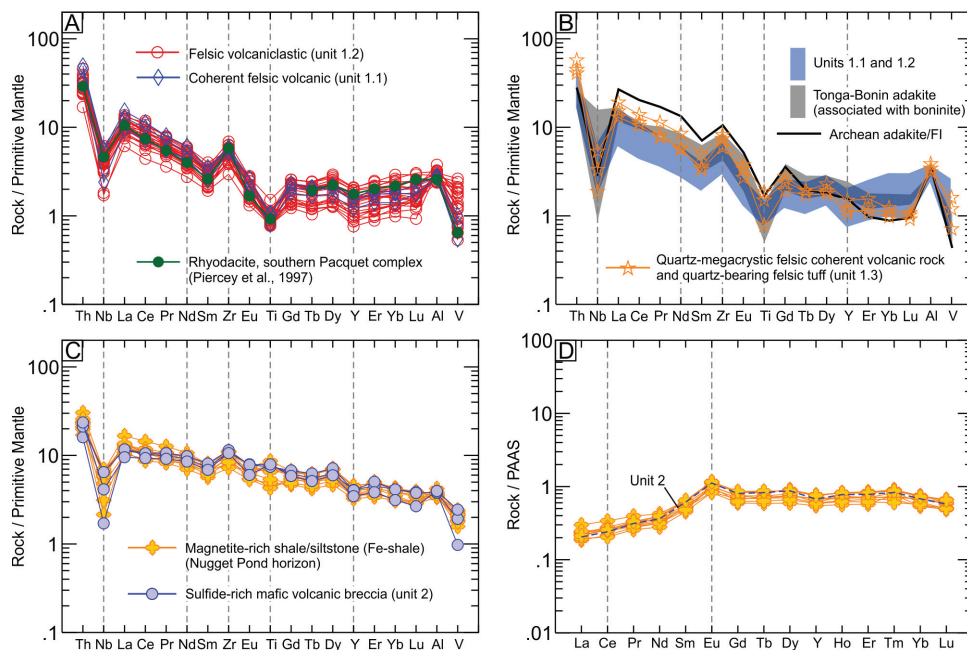 A
100
10
1
.1
Rock / Primitive Mantle
Felsic volcaniclastic (unit 1.2)
Coherent felsic volcanic (unit 1.1)
Rhyodacite, southern Pacquet complex
(Piercey et al., 1997)
Th Nb La Ce Pr Nd Sm Zr Eu Ti Gd Tb Dy Y Er Yb Lu Al V
B
100
10
1
.1
Rock / Primitive Mantle
Units 1.1 and 1.2
Tonga-Bonin adakite
(associated with boninite)
Archean adakite/FI
Quartz-megacrystic felsic coherent volcanic rock
and quartz-bearing felsic tuff (unit 1.3)
Th Nb La Ce Pr Nd Sm Zr Eu Ti Gd Tb Dy Y Er Yb Lu Al V
C
100
10
1
.1
Rock / Primitive Mantle
Magnetite-rich shale/siltstone (Fe-shale)
(Nugget Pond horizon)
Sulfide-rich mafic volcanic breccia (unit 2)
Th Nb La Ce Pr Nd Sm Zr Eu Ti Gd Tb Dy Y Er Yb Lu Al V
D
100
10
1
0.1
.01
Rock / PAAS
Unit 2
La Ce Pr Nd Sm Eu Gd Tb Dy Y Ho Er Tm Yb Lu